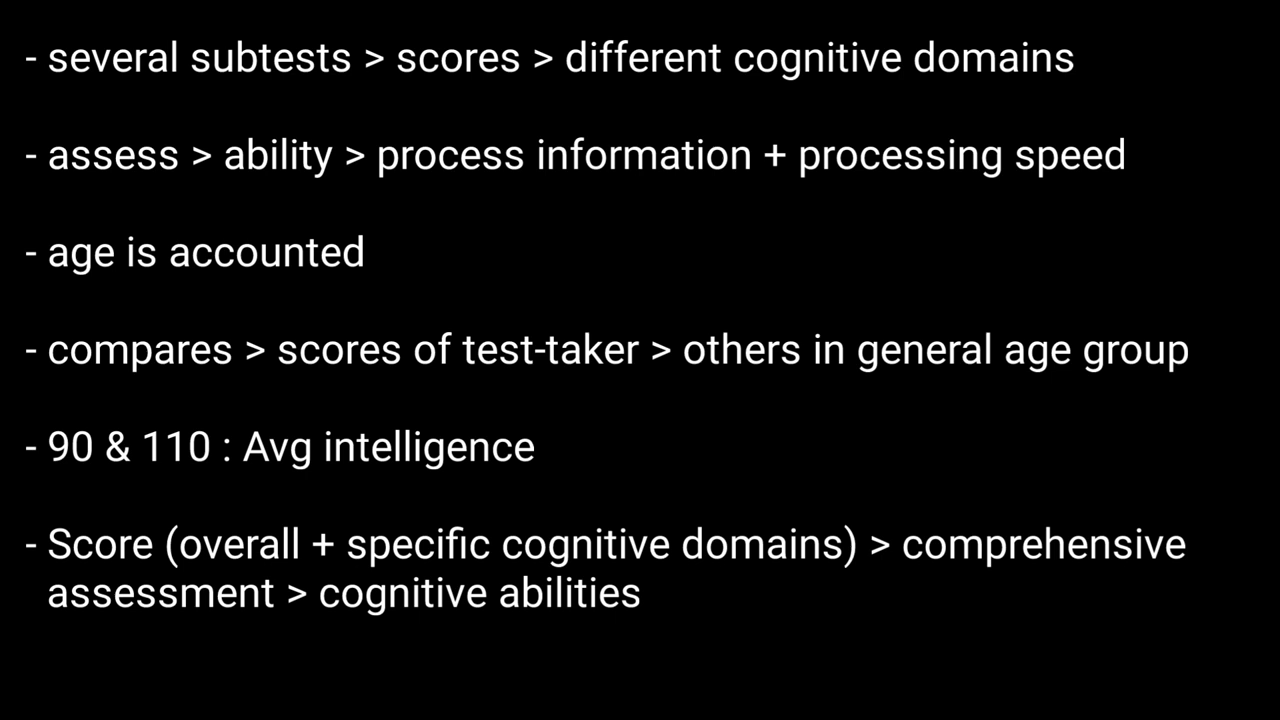 - several subtests > scores > different cognitive domains
- assess > ability > process information + processing speed
- age is accounted
- compares > scores of test-taker > others in general age group
- 90 & 110 : Avg intelligence
- Score (overall + specific cognitive domains) > comprehensive
assessment > cognitive abilities